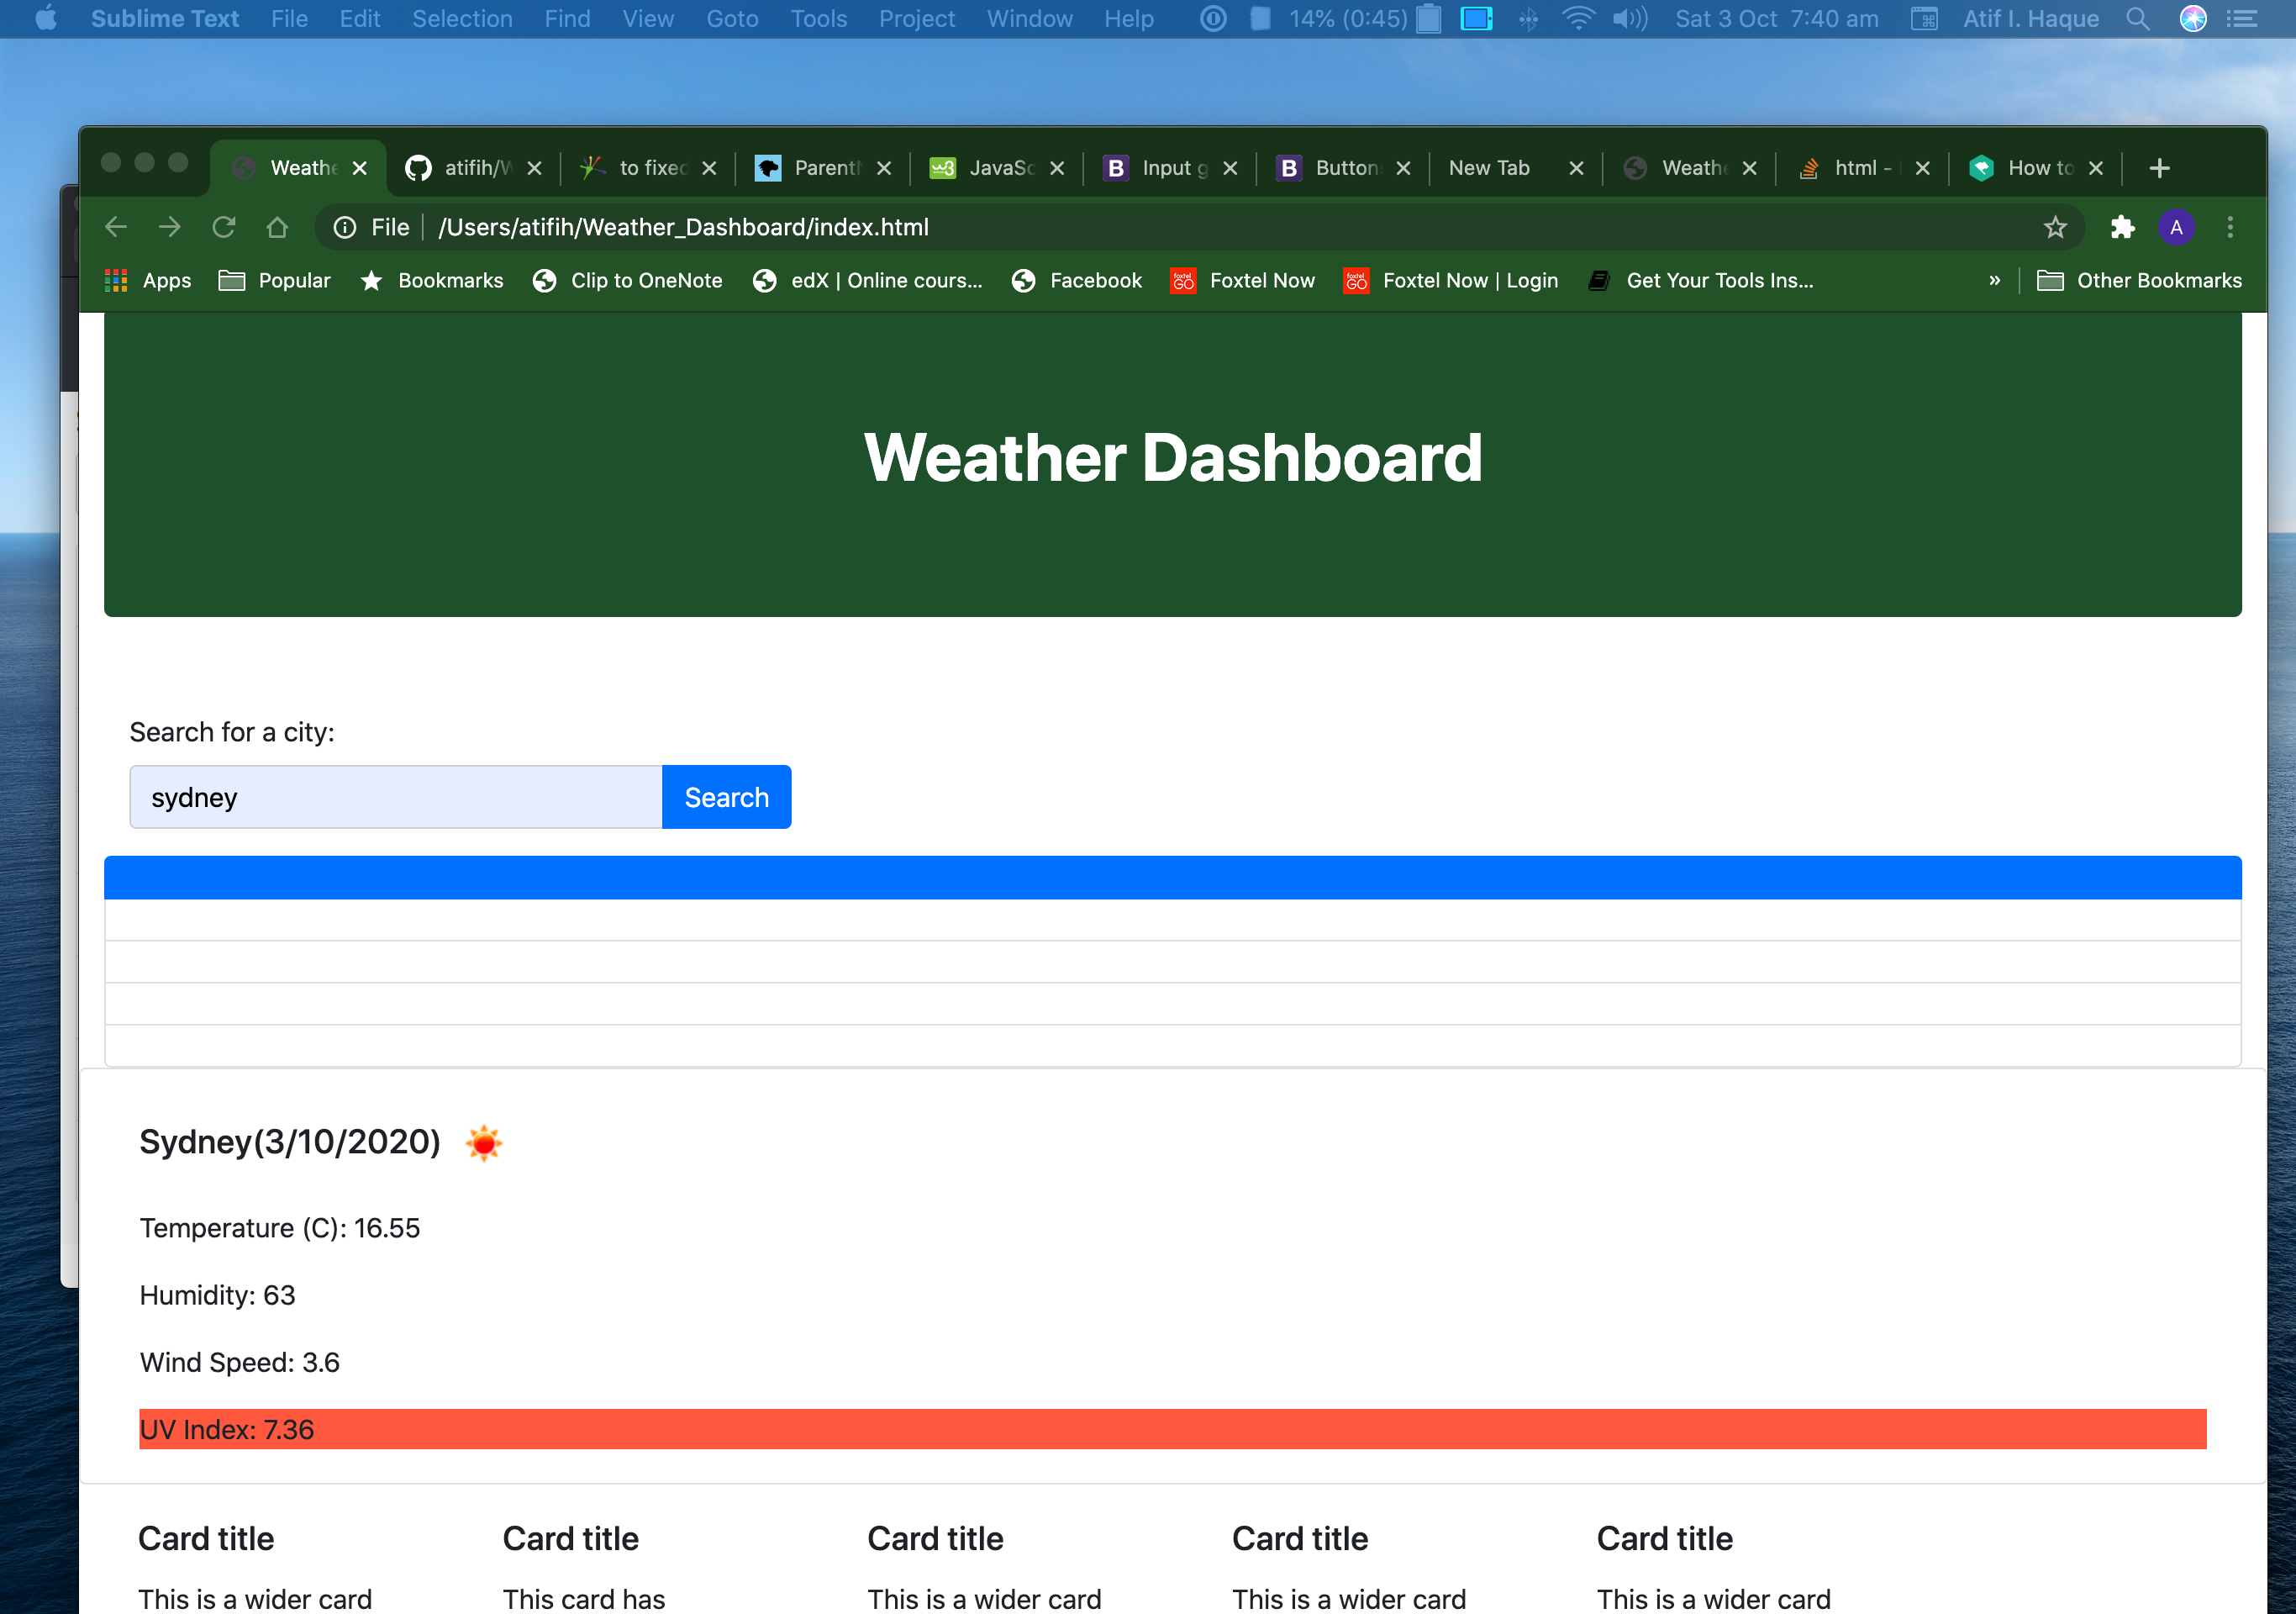 Sublime Text File Edit Selection Find View Goto Tools Project Window Help 14% (0:45) Sat 3 Oct 7:40 am Atif I. Haque
Weathe atifih/W to fixed ParentN JavaSc Input g Button New Tab Weathe html - How to
File /Users/atifih/Weather_Dashboard/index.html A
Apps Popular Bookmarks Clip to OneNote edX | Online cours... Facebook Foxtel Now Foxtel Now | Login Get Your Tools Ins... » Other Bookmarks
Weather Dashboard
Search for a city:
sydney Search
Sydney(3/10/2020)
Temperature (C): 16.55
Humidity: 63
Wind Speed: 3.6
UV Index: 7.36
Card title Card title Card title Card title Card title
This is a wider card This card has This is a wider card This is a wider card This is a wider card